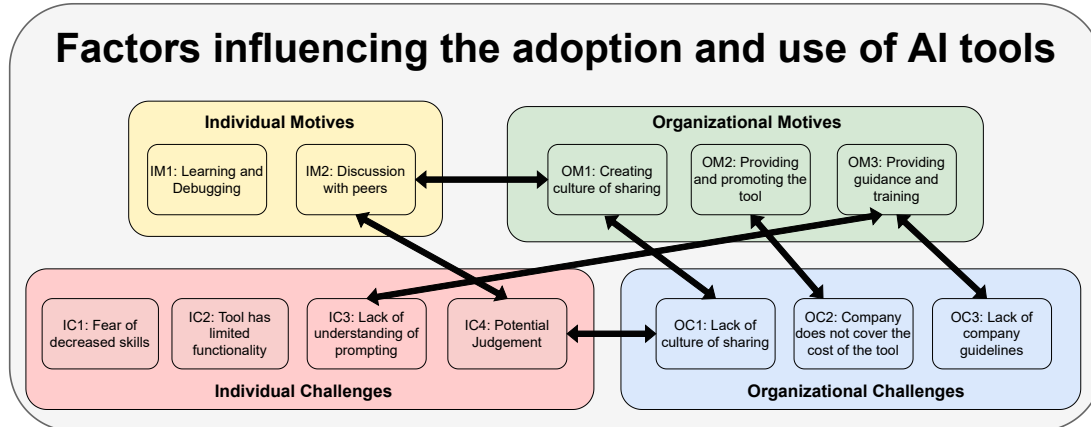 Factors influencing the adoption and use of AI tools
Individual Motives
IM1: Learning and
Debugging
IM2: Discussion
with peers
Organizational Motives
OM1: Creating
culture of sharing
OM2: Providing
and promoting the
tool
OM3: Providing
guidance and
training
IC1: Fear of
decreased skills
IC2: Tool has
limited
functionality
IC3: Lack of
understanding of
prompting
IC4: Potential
Judgement
Individual Challenges
OC1: Lack of
culture of sharing
OC2: Company
does not cover the
cost of the tool
OC3: Lack of
company
guidelines
Organizational Challenges